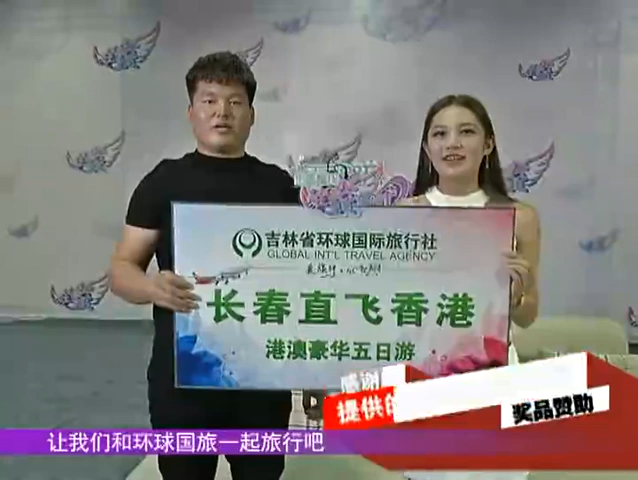 吉林省环球国际旅行社
GLOBAL INT'L TRAVEL AGENCY
长春直飞香港
港澳豪华五日游
感谢
提供的
奖品赞助
让我们和环球国旅一起旅行吧